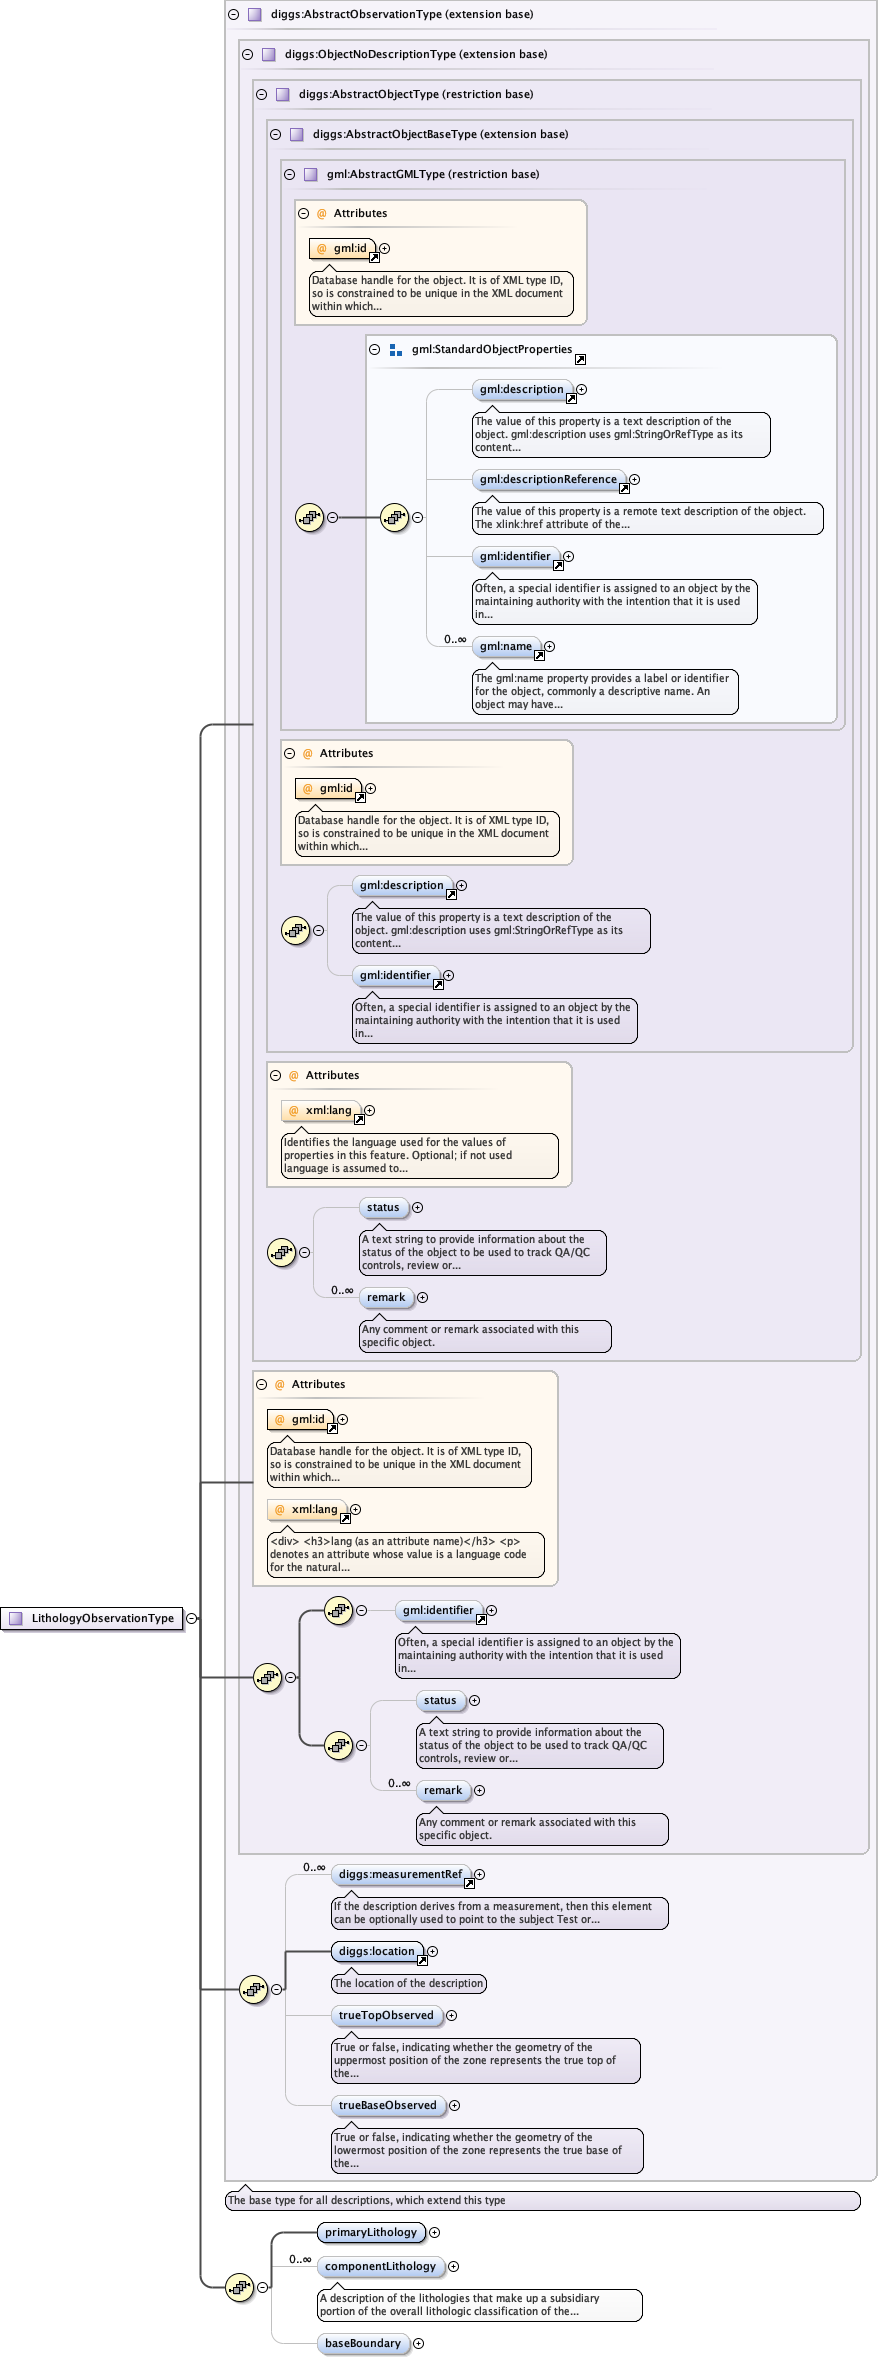 diggs:AbstractObservationType (extension base)
diggs:ObjectNoDescriptionType (extension base)
diggs:AbstractObjectType (restriction base)
diggs:AbstractObjectBaseType (extension base)
gml:AbstractGMLType (restriction base)
@ Attributes
@ gml:id
Database handle for the object. It is of XML type ID,
so is constrained to be unique in the XML document
within which...
gml:StandardObjectProperties
gml:description
The value of this property is a text description of the
object. gml:description uses gml:StringOrRefType as its
content...
gml:descriptionReference
The value of this property is a remote text description of the object.
The xlink:href attribute of the...
gml:identifier
Often, a special identifier is assigned to an object by the
maintaining authority with the intention that it is used
in...
0..∞
gml:name
The gml:name property provides a label or identifier
for the object, commonly a descriptive name. An
object may have...
@ Attributes
@ gml:id
Database handle for the object. It is of XML type ID,
so is constrained to be unique in the XML document
within which...
gml:description
The value of this property is a text description of the
object. gml:description uses gml:StringOrRefType as its
content...
gml:identifier
Often, a special identifier is assigned to an object by the
maintaining authority with the intention that it is used
in...
@ Attributes
@ xml:lang
Identifies the language used for the values of
properties in this feature. Optional; if not used
language is assumed to...
status
A text string to provide information about the
status of the object to be used to track QA/QC
controls, review or...
0..∞
remark
Any comment or remark associated with this
specific object.
@ Attributes
@ gml:id
Database handle for the object. It is of XML type ID,
so is constrained to be unique in the XML document
within which...
@ xml:lang
<div> <h3>lang (as an attribute name)</h3> <p>
denotes an attribute whose value is a language code
for the natural...
LithologyObservationType
gml:identifier
Often, a special identifier is assigned to an object by the
maintaining authority with the intention that it is used
in...
status
A text string to provide information about the
status of the object to be used to track QA/QC
controls, review or...
0..∞
remark
Any comment or remark associated with this
specific object.
0..∞
diggs:measurementRef
If the description derives from a measurement, then this element
can be optionally used to point to the subject Test or...
diggs:location
The location of the description
trueTopObserved
True or false, indicating whether the geometry of the
uppermost position of the zone represents the true top of
the...
trueBaseObserved
True or false, indicating whether the geometry of the
lowermost position of the zone represents the true base of
the...
The base type for all descriptions, which extend this type
primaryLithology
0..∞
componentLithology
A description of the lithologies that make up a subsidiary
portion of the overall lithologic classification of the...
baseBoundary